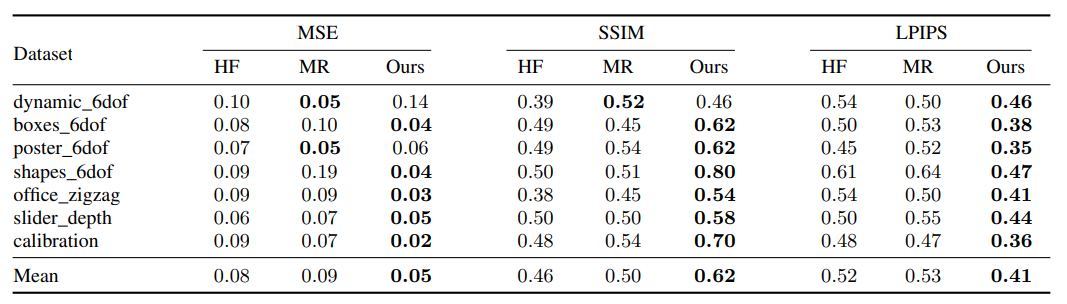 MSE SSIM LPIPS
Dataset
HF MR Ours HF MR Ours HF MR Ours
dynamic_6dof 0.10 0.05 0.14 0.39 0.52 0.46 0.54 0.50 0.46
boxes_6dof 0.08 0.10 0.04 0.49 0.45 0.62 0.50 0.53 0.38
poster_6dof 0.07 0.05 0.06 0.49 0.54 0.62 0.45 0.52 0.35
shapes_6dof 0.09 0.19 0.04 0.50 0.51 0.80 0.61 0.64 0.47
office_zigzag 0.09 0.09 0.03 0.38 0.45 0.54 0.54 0.50 0.41
slider_depth 0.06 0.07 0.05 0.50 0.50 0.58 0.50 0.55 0.44
calibration 0.09 0.07 0.02 0.48 0.54 0.70 0.48 0.47 0.36
Mean 0.08 0.09 0.05 0.46 0.50 0.62 0.52 0.53 0.41